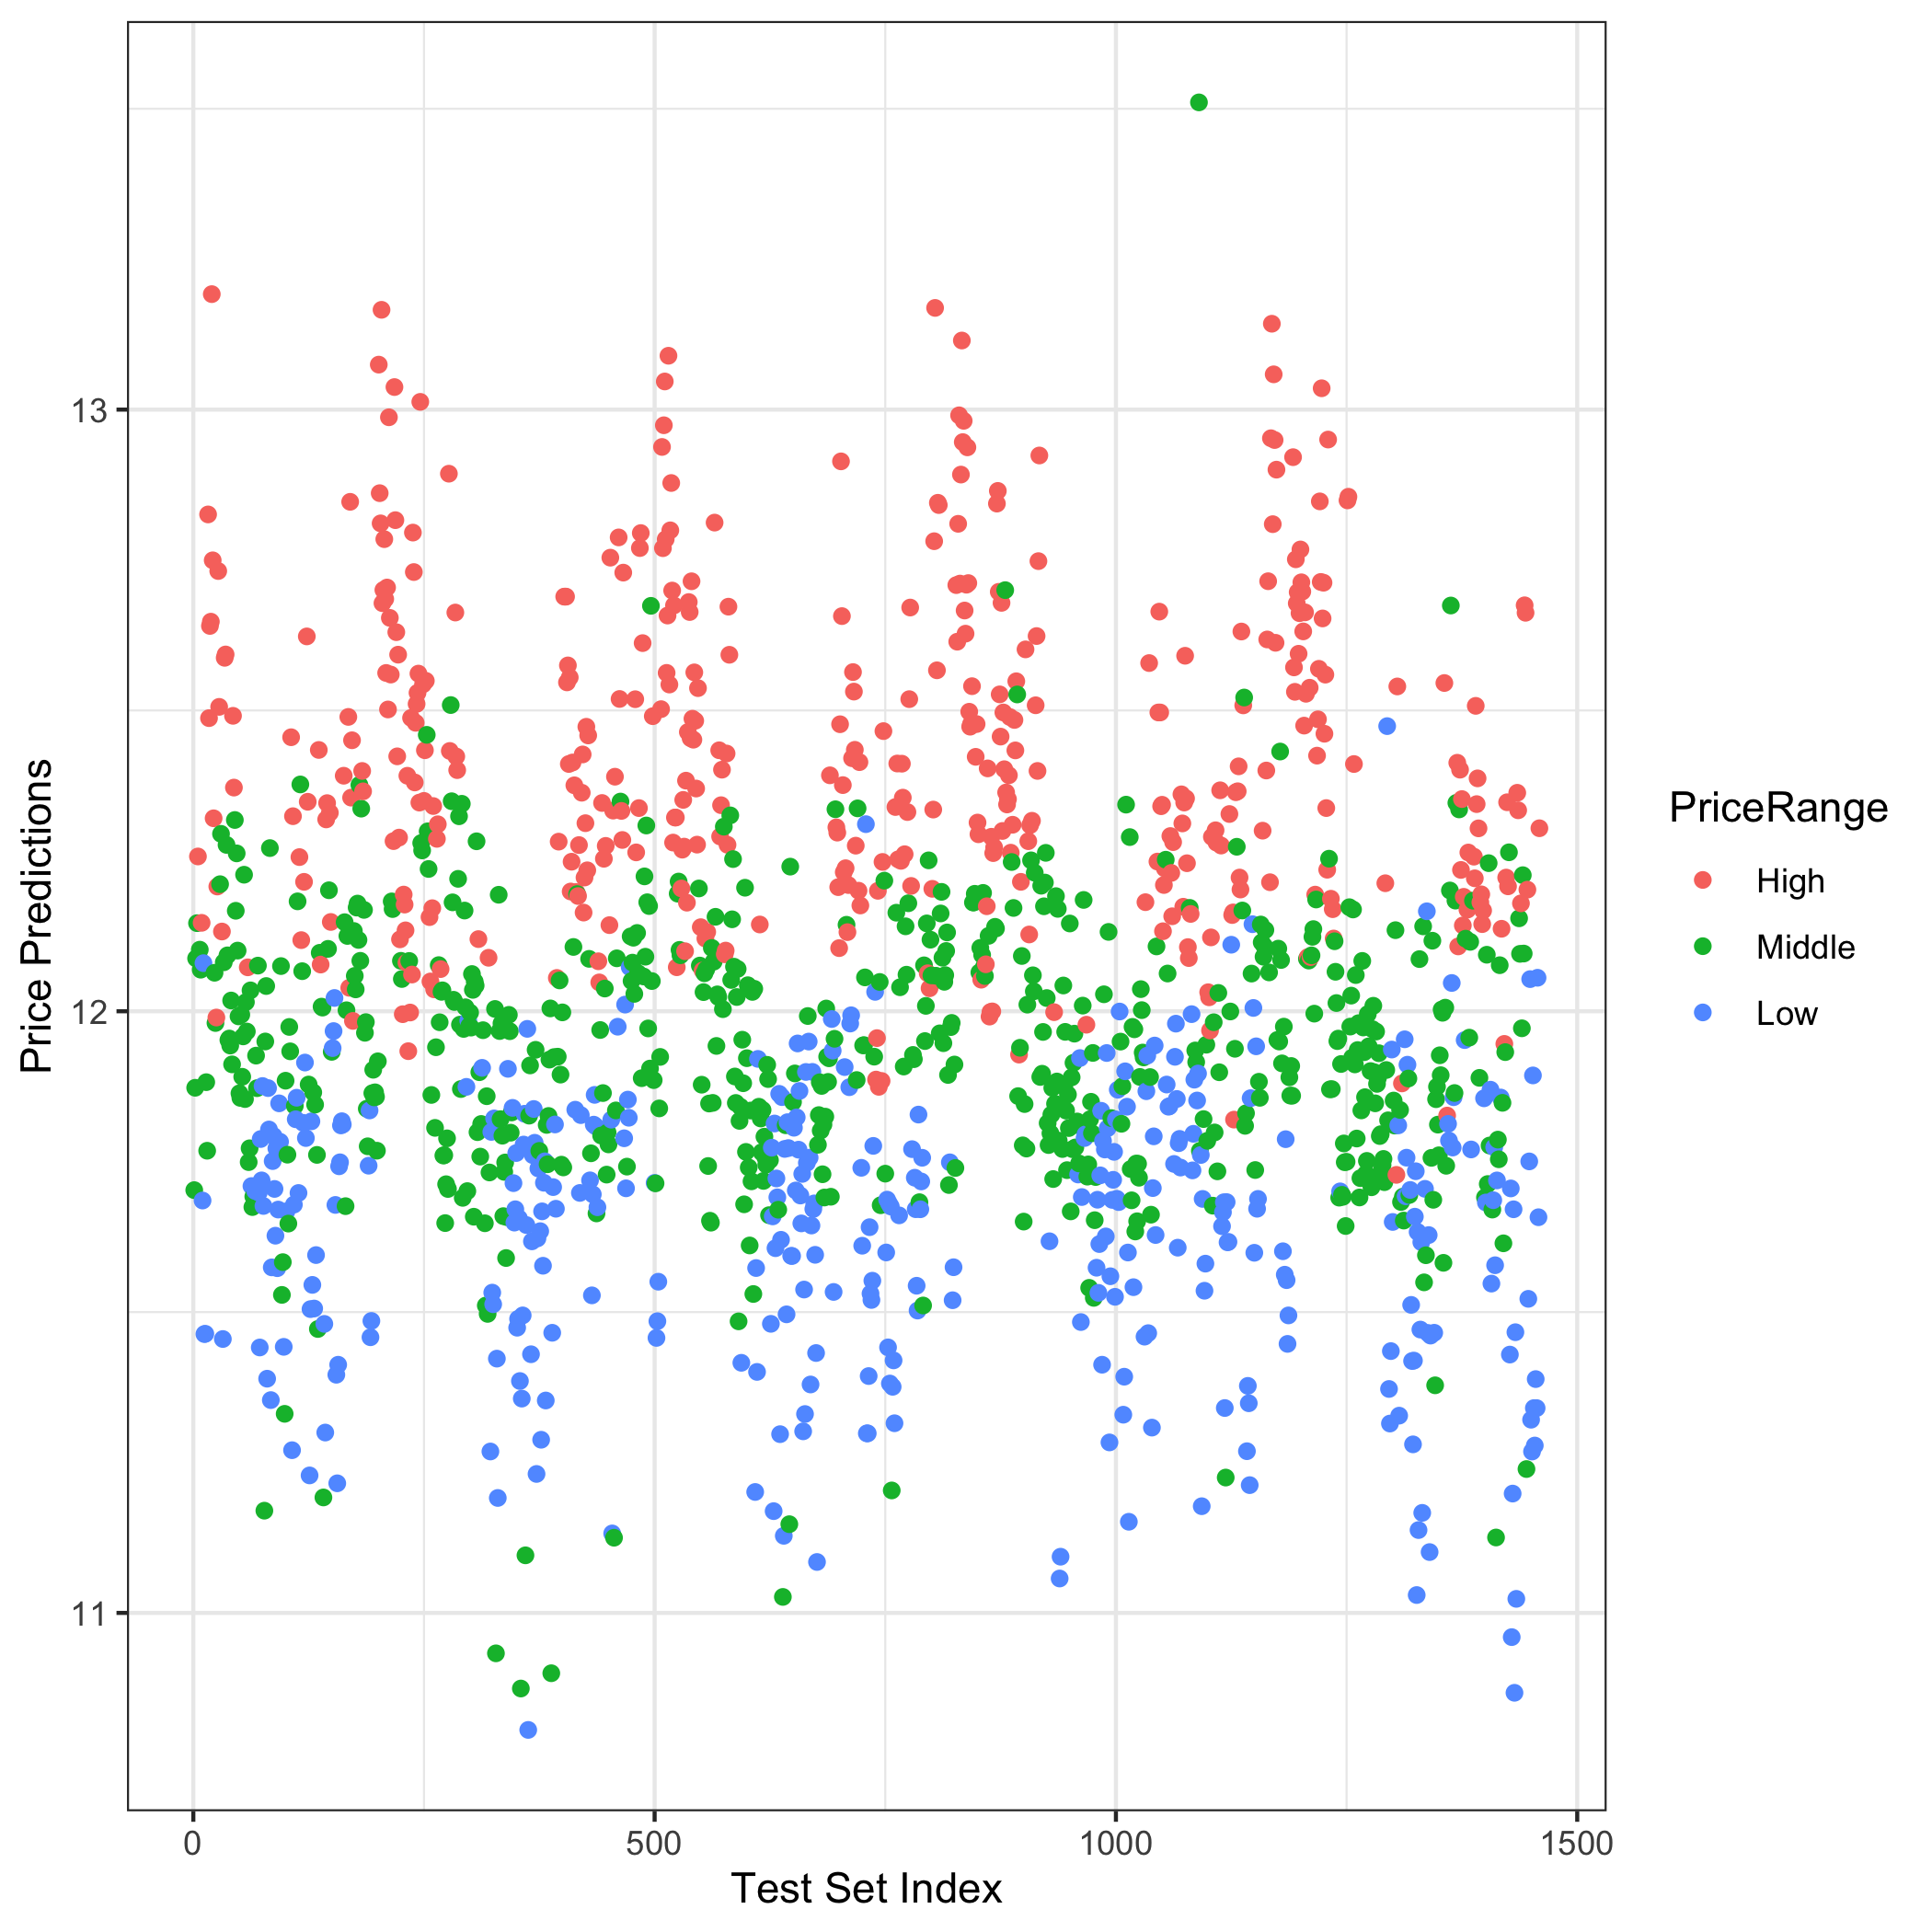 13
12
11
Price Predictions
0
500
1000
1500
Test Set Index
PriceRange
High
Middle
Low